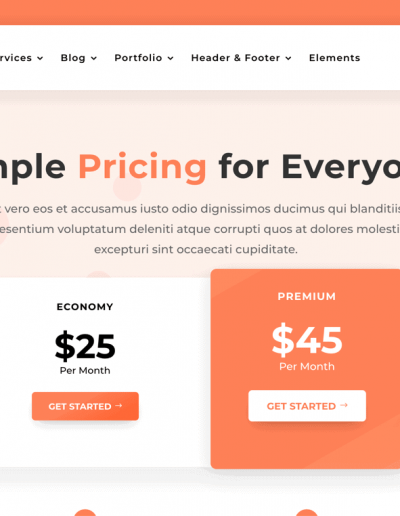 rvices Blog Portfolio Header & Footer Elements
mple Pricing for Everyo
t vero eos et accusamus iusto odio dignissimos ducimus qui blanditiis
esentium voluptatum deleniti atque corrupti quos at dolores molesti
excepturi sint occaecati cupiditate.
ECONOMY
$25
Per Month
GET STARTED →
PREMIUM
$45
Per Month
GET STARTED →